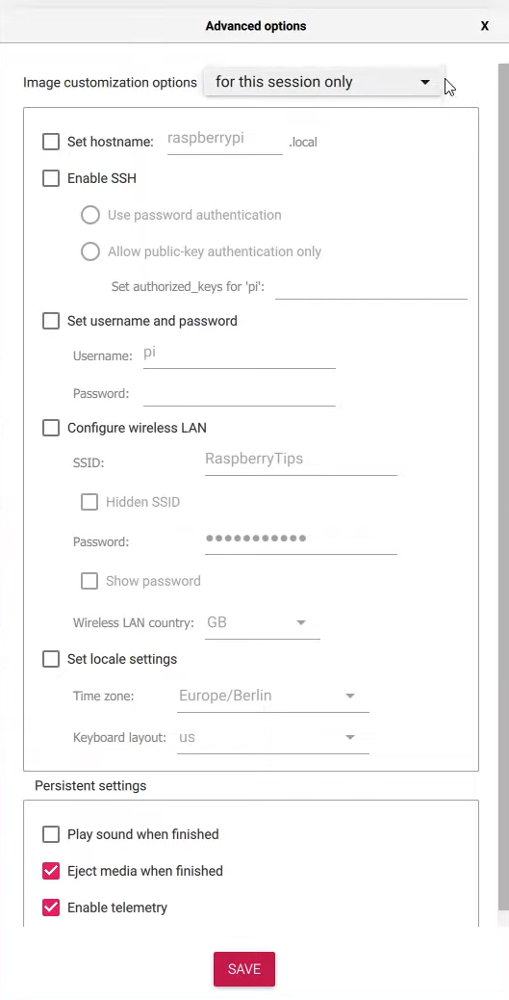 Advanced options X
Image customization options for this session only
Set hostname: raspberrypi .local
Enable SSH
Use password authentication
Allow public-key authentication only
Set authorized_keys for 'pi':
Set username and password
Username: pi
Password:
Configure wireless LAN
SSID: RaspberryTips
Hidden SSID
Password: ●●●●●●●●●●●
Show password
Wireless LAN country: GB
Set locale settings
Time zone: Europe/Berlin
Keyboard layout: us
Persistent settings
Play sound when finished
Eject media when finished
Enable telemetry
SAVE